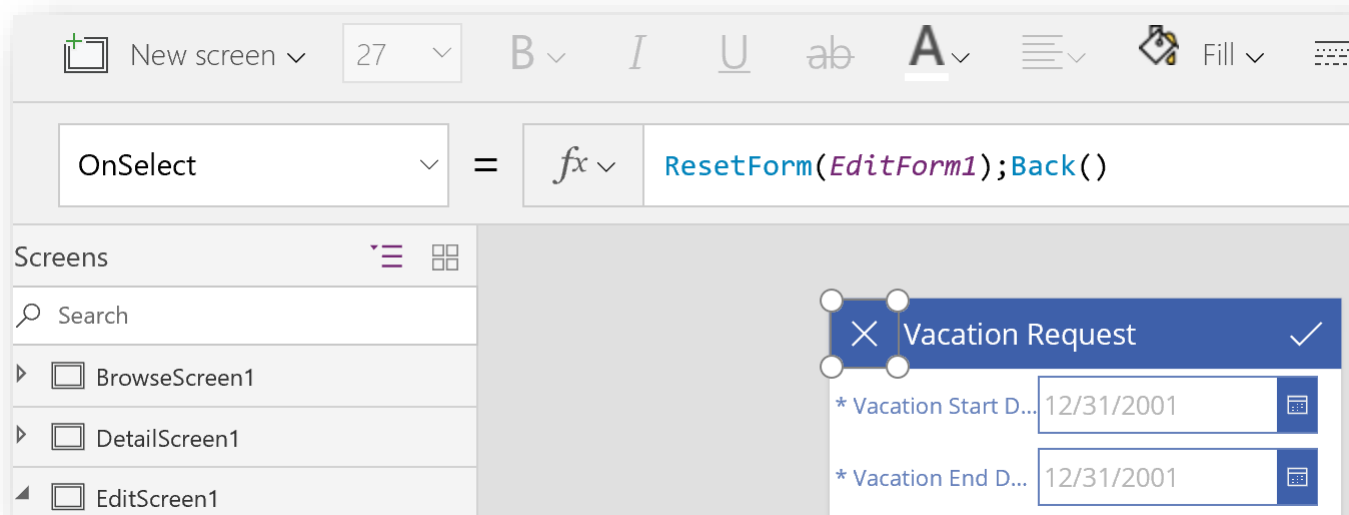 New screen 27 B I U ab A Fill
OnSelect = fx ResetForm(EditForm1);Back()
Screens
Search
Vacation Request
BrowseScreen1
* Vacation Start D... 12/31/2001
DetailScreen1
* Vacation End D... 12/31/2001
EditScreen1